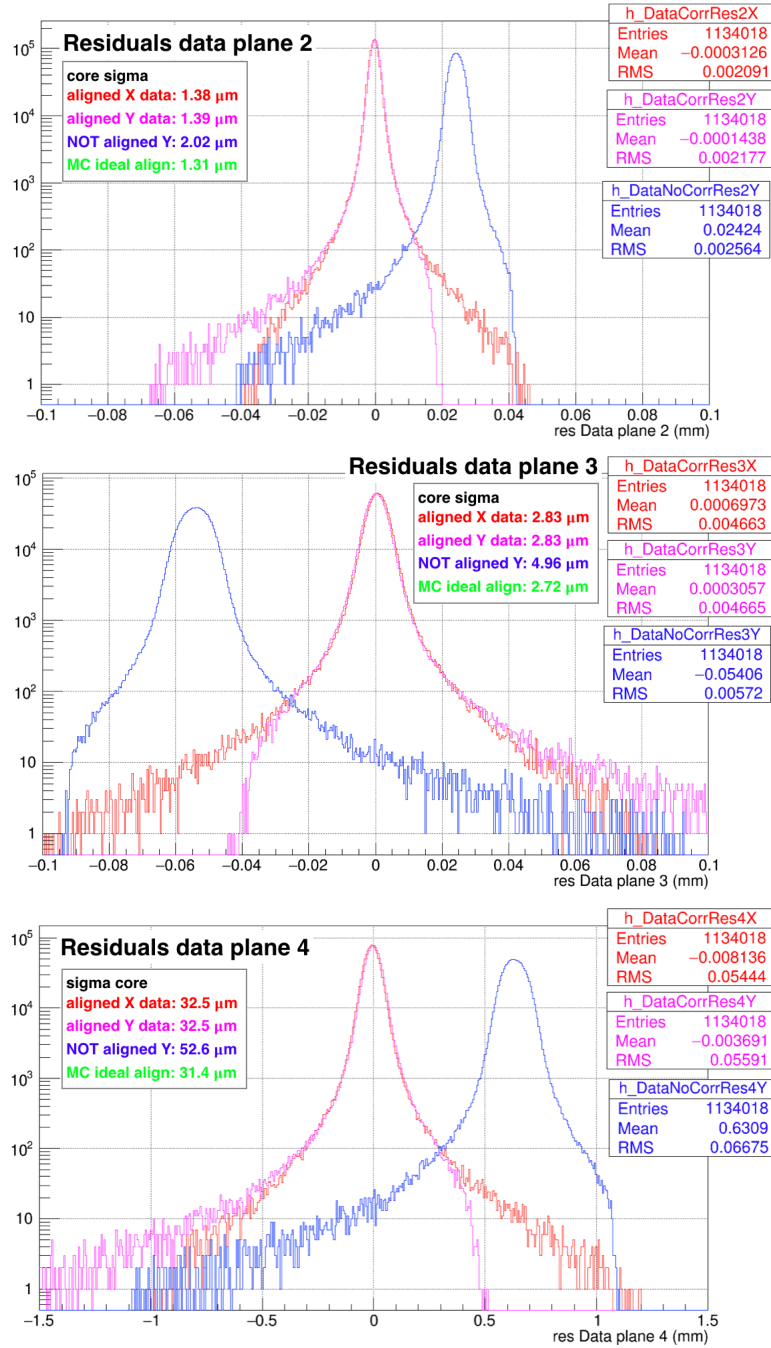 Residuals data plane 2
core sigma
aligned X data: 1.38 μm
aligned Y data: 1.39 μm
NOT aligned Y: 2.02 μm
MC ideal align: 1.31 μm
h_DataCorrRes2X
Entries 1134018
Mean −0.0003126
RMS 0.002091
h_DataCorrRes2Y
Entries 1134018
Mean −0.0001438
RMS 0.002177
h_DataNoCorrRes2Y
Entries 1134018
Mean 0.02424
RMS 0.002564
10⁵
10⁴
10³
10²
10
1
−0.1 −0.08 −0.06 −0.04 −0.02 0 0.02 0.04 0.06 0.08 0.1
res Data plane 2 (mm)
Residuals data plane 3
core sigma
aligned X data: 2.83 μm
aligned Y data: 2.83 μm
NOT aligned Y: 4.96 μm
MC ideal align: 2.72 μm
h_DataCorrRes3X
Entries 1134018
Mean 0.0006973
RMS 0.004663
h_DataCorrRes3Y
Entries 1134018
Mean 0.0003057
RMS 0.004665
h_DataNoCorrRes3Y
Entries 1134018
Mean −0.05406
RMS 0.00572
10⁵
10⁴
10³
10²
10
1
−0.1 −0.08 −0.06 −0.04 −0.02 0 0.02 0.04 0.06 0.08 0.1
res Data plane 3 (mm)
Residuals data plane 4
sigma core
aligned X data: 32.5 μm
aligned Y data: 32.5 μm
NOT aligned Y: 52.6 μm
MC ideal align: 31.4 μm
h_DataCorrRes4X
Entries 1134018
Mean −0.008136
RMS 0.05444
h_DataCorrRes4Y
Entries 1134018
Mean −0.003691
RMS 0.05591
h_DataNoCorrRes4Y
Entries 1134018
Mean 0.6309
RMS 0.06675
10⁵
10⁴
10³
10²
10
1
−1.5 −1 −0.5 0 0.5 1 1.5
res Data plane 4 (mm)